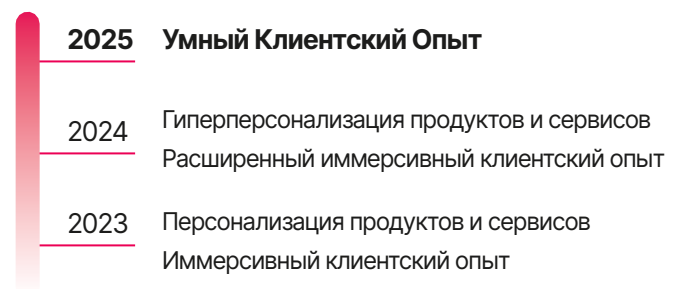 2025 Умный Клиентский Опыт
2024
Гиперперсонализация продуктов и сервисов
Расширенный иммерсивный клиентский опыт
2023
Персонализация продуктов и сервисов
Иммерсивный клиентский опыт